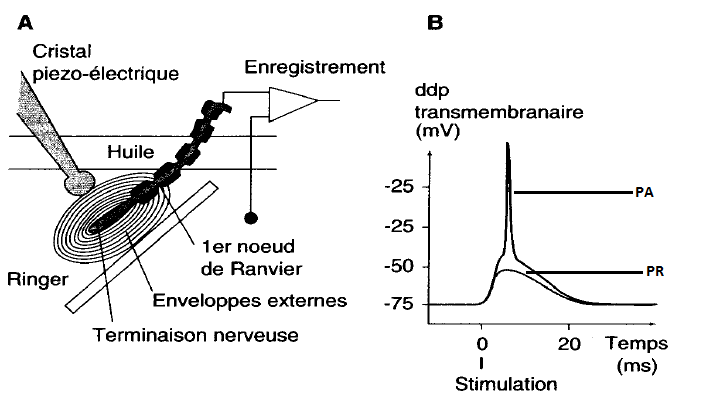 A
Cristal
piezo-électrique
Enregistrement
Huile
1er noeud
de Ranvier
Ringer
Enveloppes externes
Terminaison nerveuse
B
ddp
transmembranaire
(mV)
-25
PA
-25
-50
PR
-75
0
20
Temps
(ms)
Stimulation